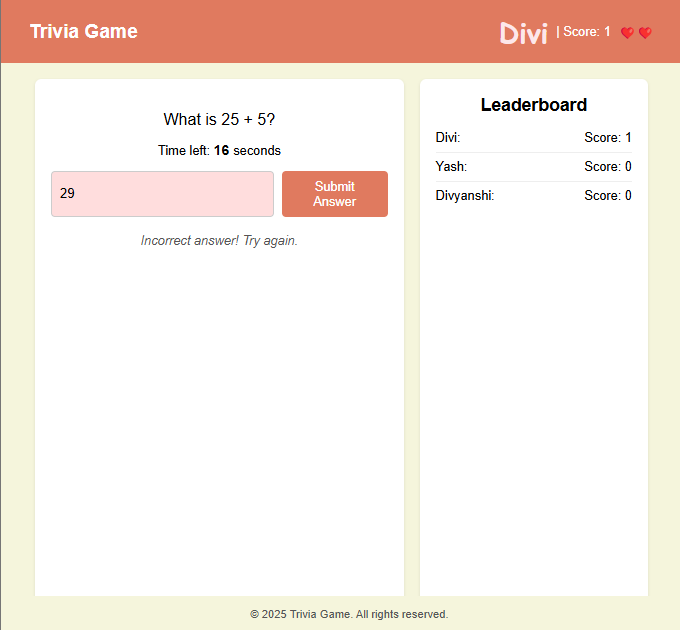 Trivia Game
Divi | Score: 1
What is 25 + 5?
Time left: 16 seconds
29
Submit
Answer
Incorrect answer! Try again.
Leaderboard
Divi: Score: 1
Yash: Score: 0
Divyanshi: Score: 0
© 2025 Trivia Game. All rights reserved.